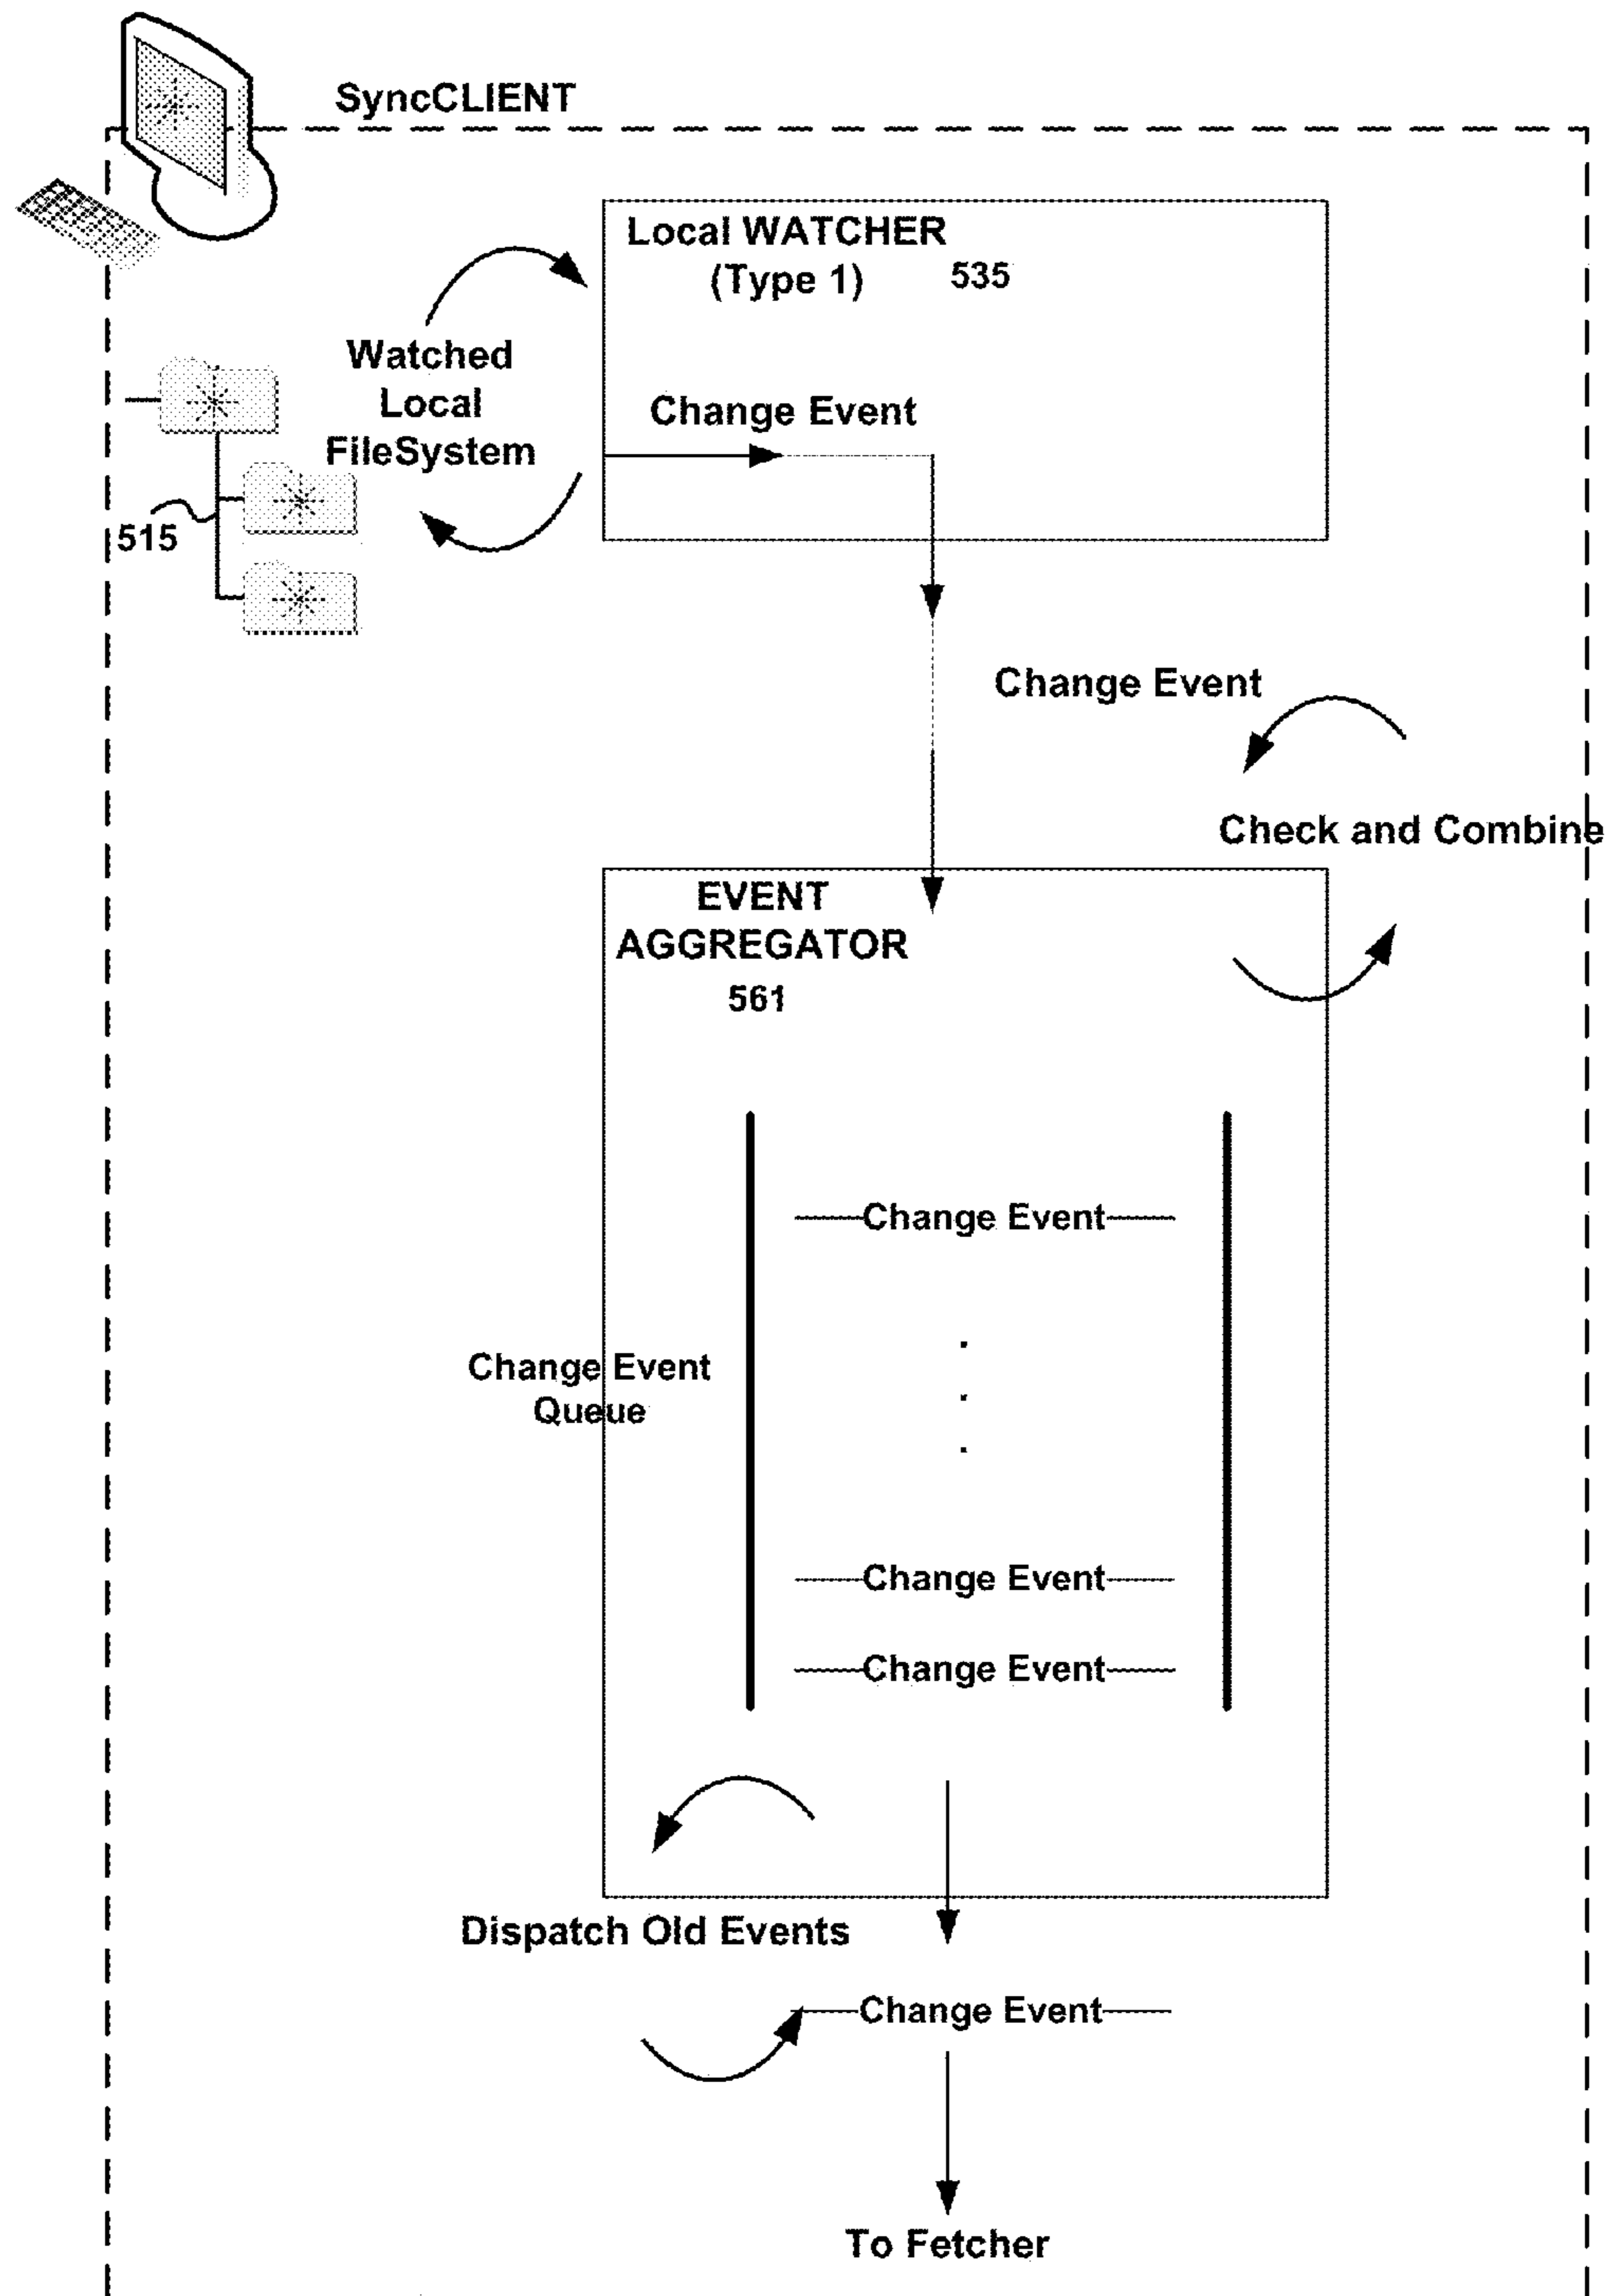 SyncCLIENT
Local WATCHER
(Type 1)
535
Watched
Local
FileSystem
Change Event
515
Change Event
Check and Combine
EVENT
AGGREGATOR
561
Change Event
Change Event
Queue
Change Event
Change Event
Dispatch Old Events
Change Event
To Fetcher